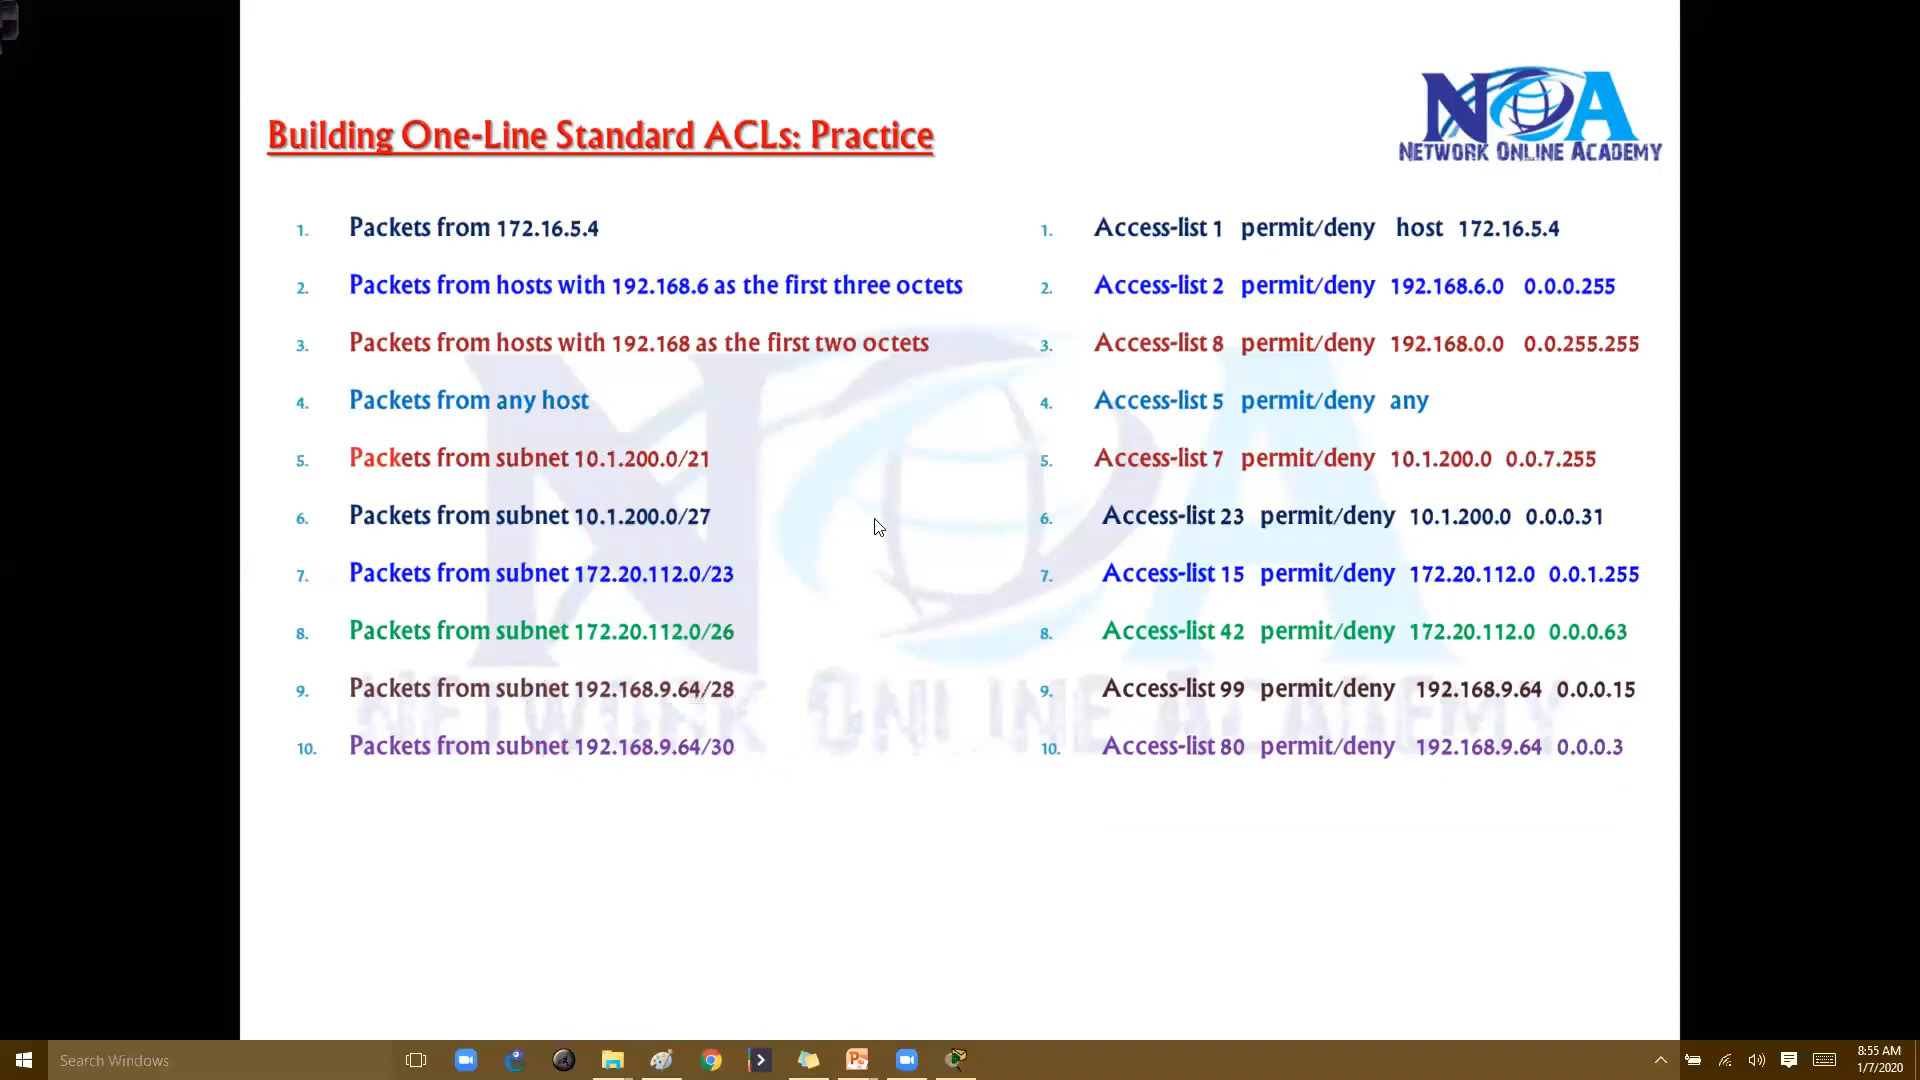 NOA
NETWORK ONLINE ACADEMY
Building One-Line Standard ACLs: Practice
1. Packets from 172.16.5.4
2. Packets from hosts with 192.168.6 as the first three octets
3. Packets from hosts with 192.168 as the first two octets
4. Packets from any host
5. Packets from subnet 10.1.200.0/21
6. Packets from subnet 10.1.200.0/27
7. Packets from subnet 172.20.112.0/23
8. Packets from subnet 172.20.112.0/26
9. Packets from subnet 192.168.9.64/28
10. Packets from subnet 192.168.9.64/30
1. Access-list 1 permit/deny host 172.16.5.4
2. Access-list 2 permit/deny 192.168.6.0 0.0.0.255
3. Access-list 8 permit/deny 192.168.0.0 0.0.255.255
4. Access-list 5 permit/deny any
5. Access-list 7 permit/deny 10.1.200.0 0.0.7.255
6. Access-list 23 permit/deny 10.1.200.0 0.0.0.31
7. Access-list 15 permit/deny 172.20.112.0 0.0.1.255
8. Access-list 42 permit/deny 172.20.112.0 0.0.0.63
9. Access-list 99 permit/deny 192.168.9.64 0.0.0.15
10. Access-list 80 permit/deny 192.168.9.64 0.0.0.3
NOA
NETWORK ONLINE ACADEMY
Search Windows
8:55 AM
1/7/2020